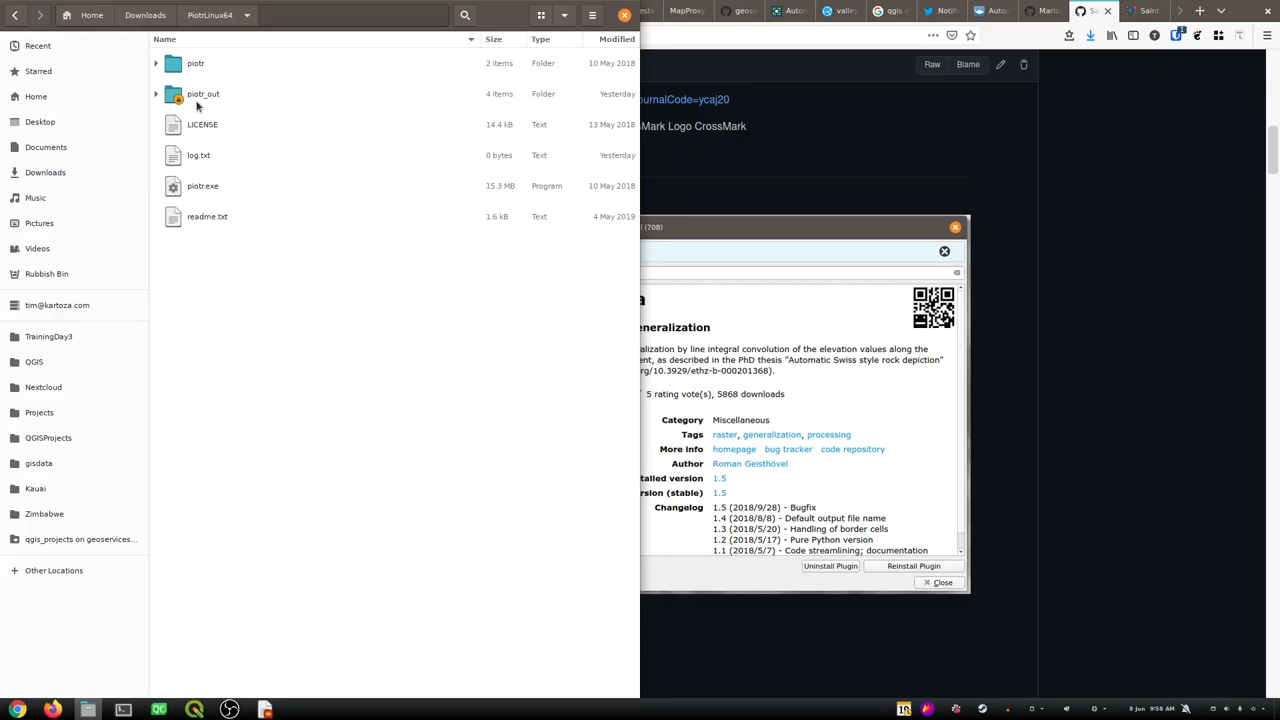 Home
Downloads
PiotrLinux64
Name
Size
Type
Modified
Recent
Starred
Home
Desktop
Documents
Downloads
Music
Pictures
Videos
Rubbish Bin
tim@kartoza.com
TrainingDay3
QGIS
Nextcloud
Projects
QGISProjects
gisdata
Kauai
Zimbabwe
qgis_projects on geoservices...
Other Locations
piotr 2 items Folder 10 May 2018
piotr_out 4 items Folder Yesterday
LICENSE 14.4 kB Text 13 May 2018
log.txt 0 bytes Text Yesterday
piotr.exe 15.3 MB Program 10 May 2018
readme.txt 1.6 kB Text 4 May 2019
MapProxy
geose
Auton
valley
qgis r
Notifi
Autom
Saint
Raw Blame
ournalCode=ycaj20
Mark Logo CrossMark
l (708)
a
neralization
alization by line integral convolution of the elevation values along the
ent, as described in the PhD thesis "Automatic Swiss style rock depiction"
rg/10.3929/ethz-b-000201368).
5 rating vote(s), 5868 downloads
Category Miscellaneous
Tags raster, generalization, processing
More info homepage bug tracker code repository
Author Roman Geisthövel
talled version 1.5
rsion (stable) 1.5
Changelog 1.5 (2018/9/28) - Bugfix
1.4 (2018/8/8) - Default output file name
1.3 (2018/5/20) - Handling of border cells
1.2 (2018/5/17) - Pure Python version
1.1 (2018/5/7) - Code streamlining; documentation
Uninstall Plugin
Reinstall Plugin
Close
8 Jul, 9:58 AM